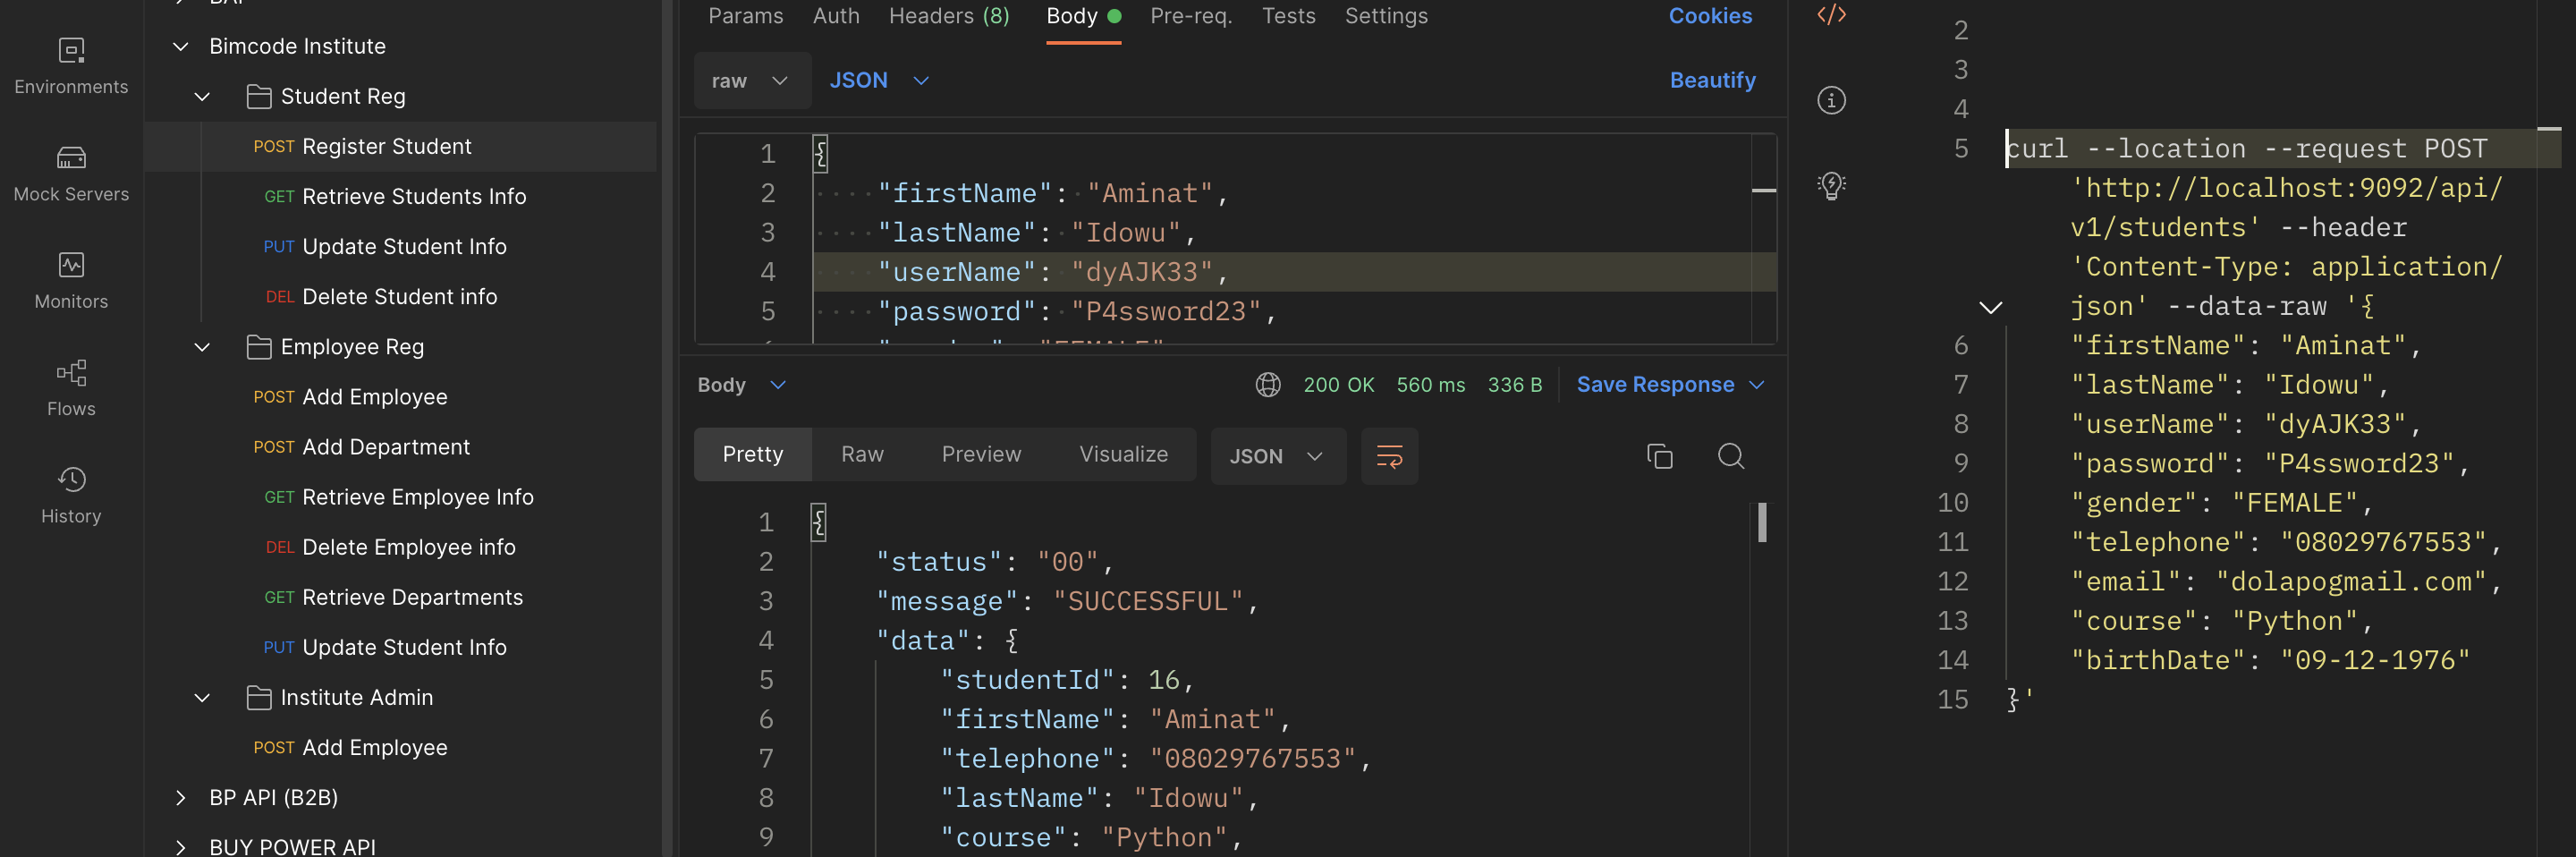 Environments
Mock Servers
Monitors
Flows
History
Bimcode Institute
Student Reg
POST Register Student
GET Retrieve Students Info
PUT Update Student Info
DEL Delete Student info
Employee Reg
POST Add Employee
POST Add Department
GET Retrieve Employee Info
DEL Delete Employee info
GET Retrieve Departments
PUT Update Student Info
Institute Admin
POST Add Employee
BP API (B2B)
BUY POWER API
Params Auth Headers (8) Body Pre-req. Tests Settings Cookies
raw JSON Beautify
1 {
2 "firstName": "Aminat",
3 "lastName": "Idowu",
4 "userName": "dyAJK33",
5 "password": "P4ssword23",
Body 200 OK 560 ms 336 B Save Response
Pretty Raw Preview Visualize JSON
1 {
2 "status": "00",
3 "message": "SUCCESSFUL",
4 "data": {
5 "studentId": 16,
6 "firstName": "Aminat",
7 "telephone": "08029767553",
8 "lastName": "Idowu",
9 "course": "Python",
2
3
4
5 curl --location --request POST
'http://localhost:9092/api/
v1/students' --header
'Content-Type: application/
json' --data-raw '{
6 "firstName": "Aminat",
7 "lastName": "Idowu",
8 "userName": "dyAJK33",
9 "password": "P4ssword23",
10 "gender": "FEMALE",
11 "telephone": "08029767553",
12 "email": "dolapogmail.com",
13 "course": "Python",
14 "birthDate": "09-12-1976"
15 }'